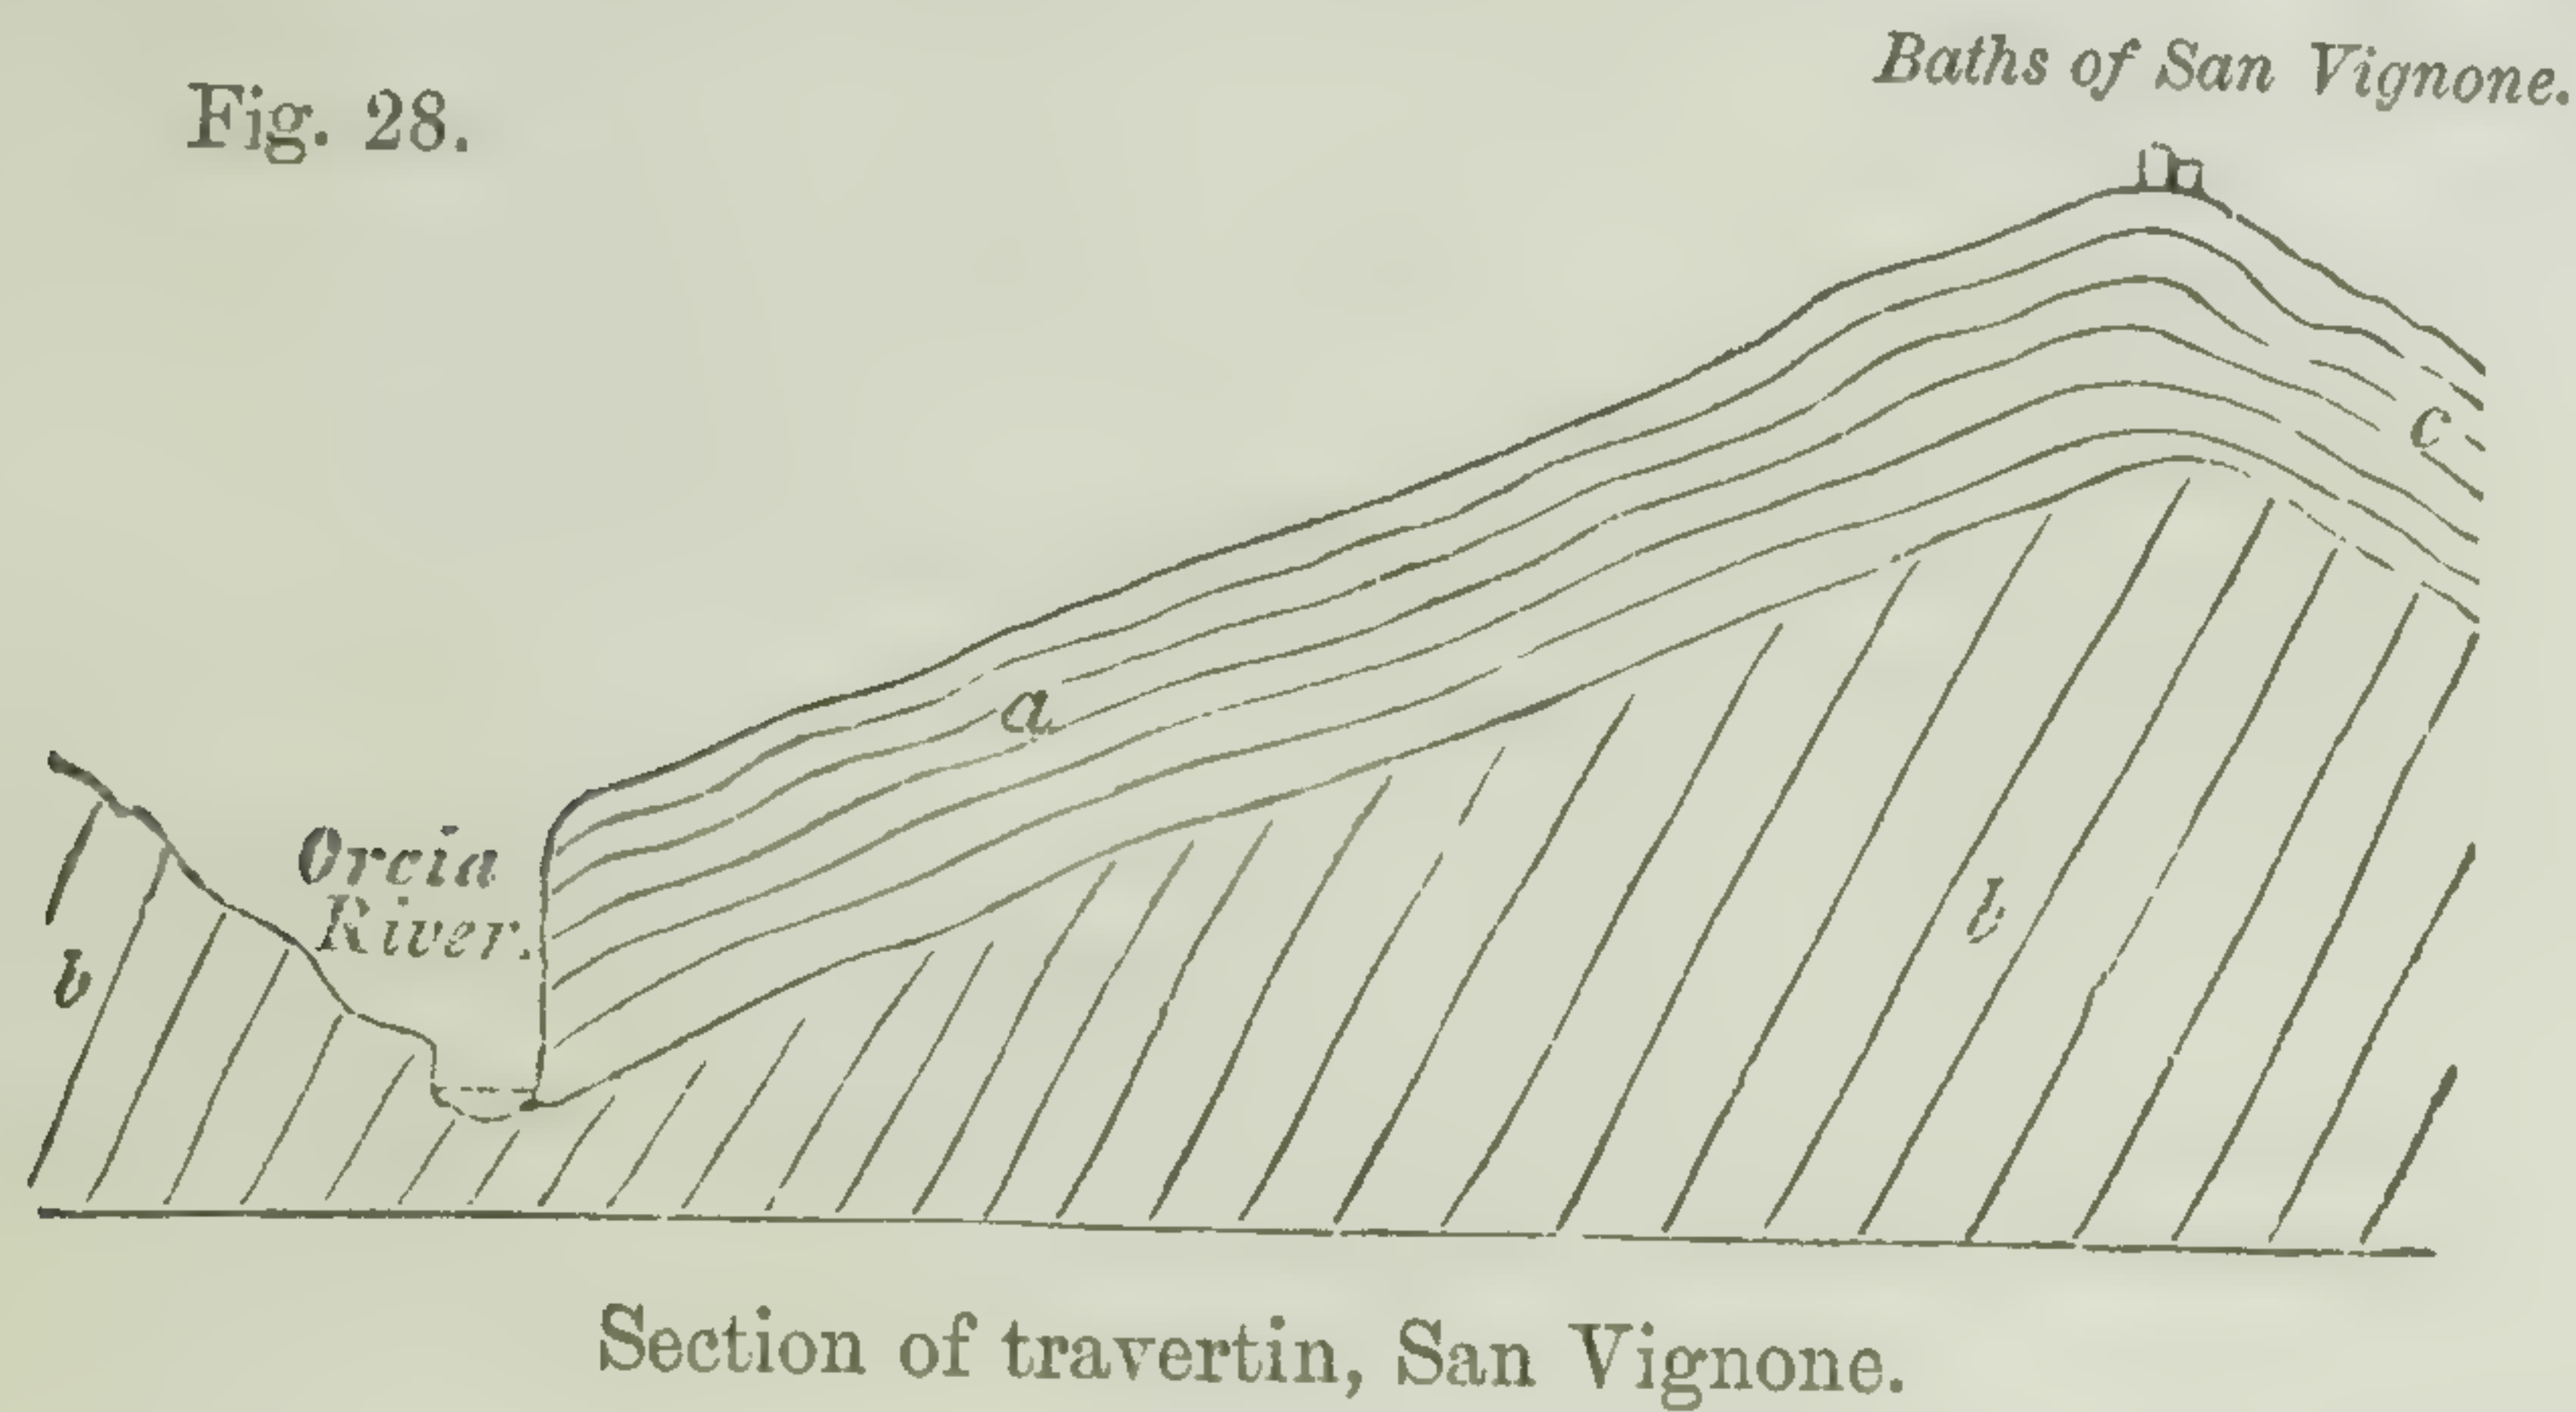 Fig. 28.
Baths of San Vignone.
c
a
Orcia
River.
b
b
Section of travertin, San Vignone.